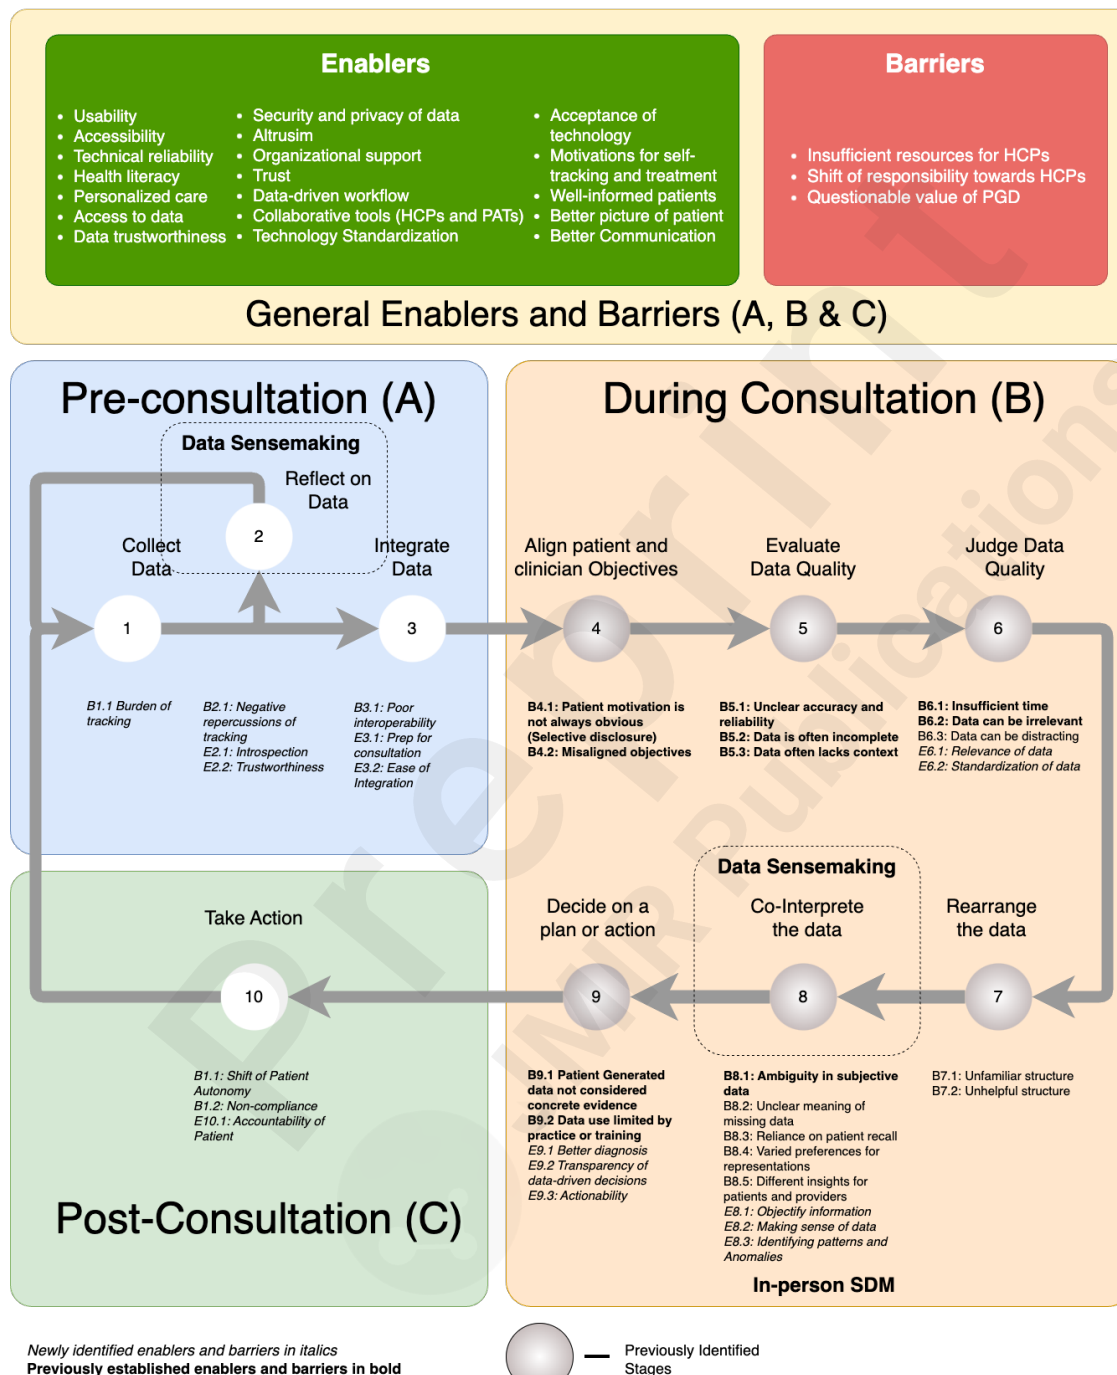 Enablers
• Usability
• Accessibility
• Technical reliability
• Health literacy
• Personalized care
• Access to data
• Data trustworthiness
• Security and privacy of data
• Altrusim
• Organizational support
• Trust
• Data-driven workflow
• Collaborative tools (HCPs and PATs)
• Technology Standardization
• Acceptance of
technology
• Motivations for self-
tracking and treatment
• Well-informed patients
• Better picture of patient
• Better Communication
Barriers
• Insufficient resources for HCPs
• Shift of responsibility towards HCPs
• Questionable value of PGD
General Enablers and Barriers (A, B & C)
Pre-consultation (A)
Data Sensemaking
Reflect on
Data
2
Collect
Data
1
Integrate
Data
3
B1.1 Burden of
tracking
B2.1: Negative
repercussions of
tracking
E2.1: Introspection
E2.2: Trustworthiness
B3.1: Poor
interoperability
E3.1: Prep for
consultation
E3.2: Ease of
Integration
During Consultation (B)
Align patient and
clinician Objectives
4
Evaluate
Data Quality
5
Judge Data
Quality
6
B4.1: Patient motivation is
not always obvious
(Selective disclosure)
B4.2: Misaligned objectives
B5.1: Unclear accuracy and
reliability
B5.2: Data is often incomplete
B5.3: Data often lacks context
B6.1: Insufficient time
B6.2: Data can be irrelevant
B6.3: Data can be distracting
E6.1: Relevance of data
E6.2: Standardization of data
Data Sensemaking
Decide on a
plan or action
9
Co-Interprete
the data
8
Rearrange
the data
7
B9.1 Patient Generated
data not considered
concrete evidence
B9.2 Data use limited by
practice or training
E9.1 Better diagnosis
E9.2 Transparency of
data-driven decisions
E9.3: Actionability
B8.1: Ambiguity in subjective
data
B8.2: Unclear meaning of
missing data
B8.3: Reliance on patient recall
B8.4: Varied preferences for
representations
B8.5: Different insights for
patients and providers
E8.1: Objectify information
E8.2: Making sense of data
E8.3: Identifying patterns and
Anomalies
B7.1: Unfamiliar structure
B7.2: Unhelpful structure
In-person SDM
Take Action
10
B1.1: Shift of Patient
Autonomy
B1.2: Non-compliance
E10.1: Accountability of
Patient
Post-Consultation (C)
Newly identified enablers and barriers in italics
Previously established enablers and barriers in bold
Previously Identified
Stages
Preprint
JMIR Publications